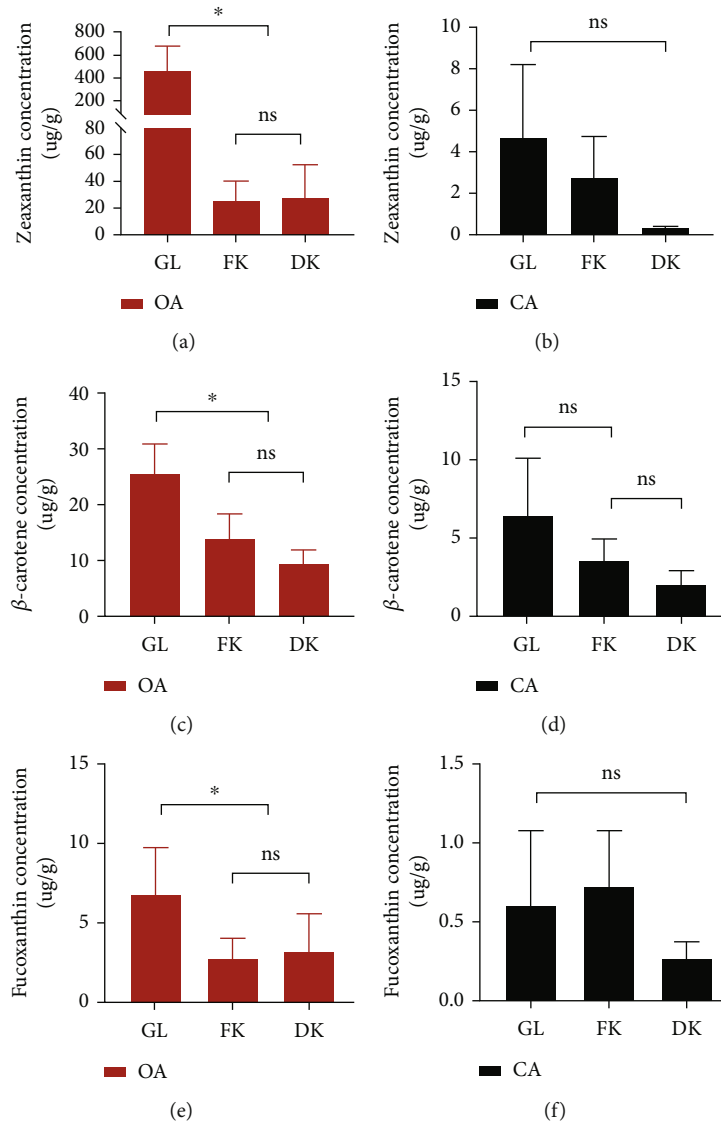 Zeaxanthin concentration
(ug/g)
800
600
400
200
80
60
40
20
0
*
ns
GL FK DK
OA
(a)
Zeaxanthin concentration
(ug/g)
10
8
6
4
2
0
ns
GL FK DK
CA
(b)
β-carotene concentration
(ug/g)
40
30
20
10
0
*
ns
GL FK DK
OA
(c)
β-carotene concentration
(ug/g)
15
10
5
0
ns
ns
GL FK DK
CA
(d)
Fucoxanthin concentration
(ug/g)
15
10
5
0
*
ns
GL FK DK
OA
(e)
Fucoxanthin concentration
(ug/g)
1.5
1.0
0.5
0.0
ns
GL FK DK
CA
(f)